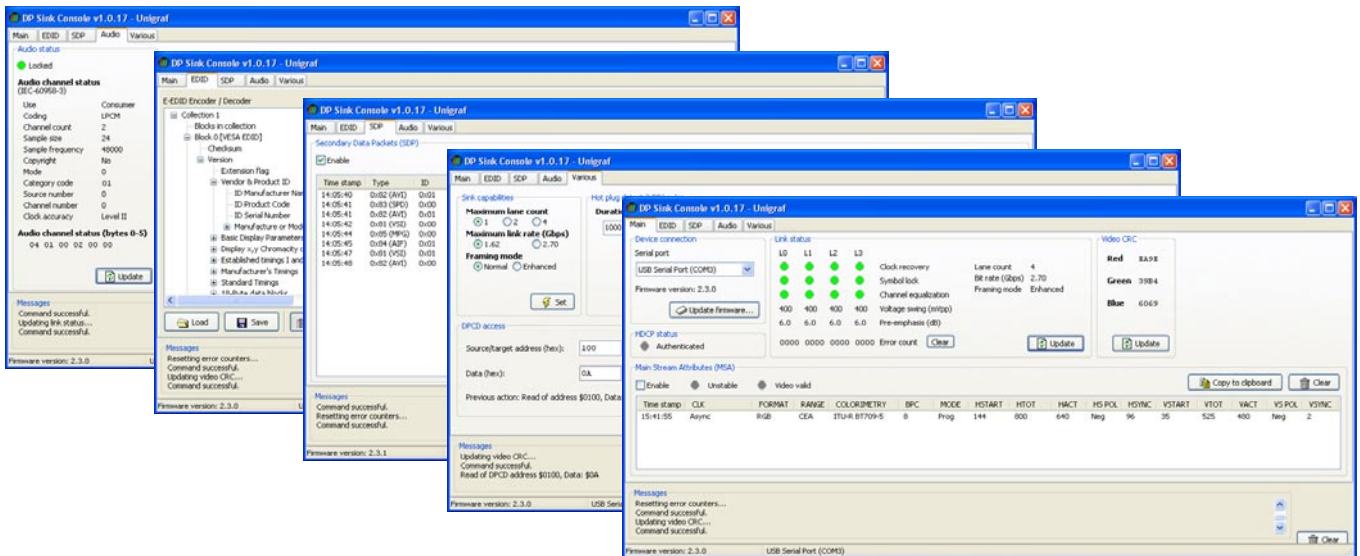 DP Sink Console v1.0.17 - Unigraf
Main EDID SDP Audio Various
Audio status
Locked
Audio channel status
(IEC-60958-3)
Use Consumer
Coding LPCM
Channel count 2
Sample size 24
Sample frequency 48000
Copyright No
Mode 0
Category code 01
Source number 0
Channel number 0
Clock accuracy Level II
Audio channel status (bytes 0-5)
04 01 00 02 00 00
Update
Messages
Command successful.
Updating link status...
Command successful.
Firmware version: 2.3.0
DP Sink Console v1.0.17 - Unigraf
Main EDID SDP Audio Various
E-EDID Encoder / Decoder
Collection 1
Blocks in collection
Block 0 [VESA EDID]
Checksum
Version
Extension flag
Vendor & Product ID
ID Manufacturer
ID Product Code
ID Serial Number
Manufacture or
Basic Display Parameters
Display x,y
Established timings I and
Manufacturer's Timings
Standard Timings
18-Byte data blocks
Load Save
Messages
Resetting error counters...
Command successful.
Updating video CRC...
Command successful.
Firmware version: 2.3.0
DP Sink Console v1.0.17 - Unigraf
Main EDID SDP Audio Various
Secondary Data Packets (SDP)
Enable
Time stamp Type ID
14:05:40 0x82 (AVI) 0x01
14:05:41 0x83 (SPD) 0x00
14:05:41 0x82 (AVI) 0x01
14:05:42 0x81 (VSI) 0x00
14:05:44 0x85 (MPG) 0x00
14:05:45 0x84 (AIF) 0x01
14:05:47 0x81 (VSI) 0x01
14:05:48 0x82 (AVI) 0x00
Messages
Command successful.
Resetting error counters...
Command successful.
Firmware version: 2.3.1
DP Sink Console v1.0.17 - Unigraf
Main EDID SDP Audio Various
Sink capabilities
Maximum lane count
1 2 4
Maximum link rate (Gbps)
1.62 2.70
Framing mode
Normal Enhanced
Set
Hot plug
1000
DPCD access
Source/target address (hex): 100
Data (hex): 0A
Previous action: Read of address $0100, Data
Messages
Updating video CRC...
Command successful.
Read of DPCD address $0100, Data: $0A
Firmware version: 2.3.0
DP Sink Console v1.0.17 - Unigraf
Main EDID SDP Audio Various
Device connection
Serial port
USB Serial Port (COM3)
Firmware version: 2.3.0
Update firmware...
HDCP status
Authenticated
Link status
L0 L1 L2 L3
Clock recovery
Symbol lock
Channel equalization
400 400 400 400 Voltage swing (mVpp)
6.0 6.0 6.0 6.0 Pre-emphasis (dB)
0000 0000 0000 0000 Error count Clear
Lane count 4
Bit rate (Gbps) 2.70
Framing mode Enhanced
Update
Video CRC
Red EA9E
Green 39B4
Blue 6069
Update
Main Stream Attributes (MSA)
Enable Unstable Video valid
Copy to clipboard Clear
Time stamp CLK FORMAT RANGE COLORIMETRY BPC MODE HSTART HTOT HACT HS POL HSYNC VSTART VTOT VACT VS POL VSYNC
15:41:55 Async RGB CEA ITU-R BT709-5 8 Prog. 144 800 640 Neg 96 35 525 480 Neg 2
Messages
Resetting error counters...
Command successful.
Updating video CRC...
Command successful.
Clear
Firmware version: 2.3.0 USB Serial Port (COM3)